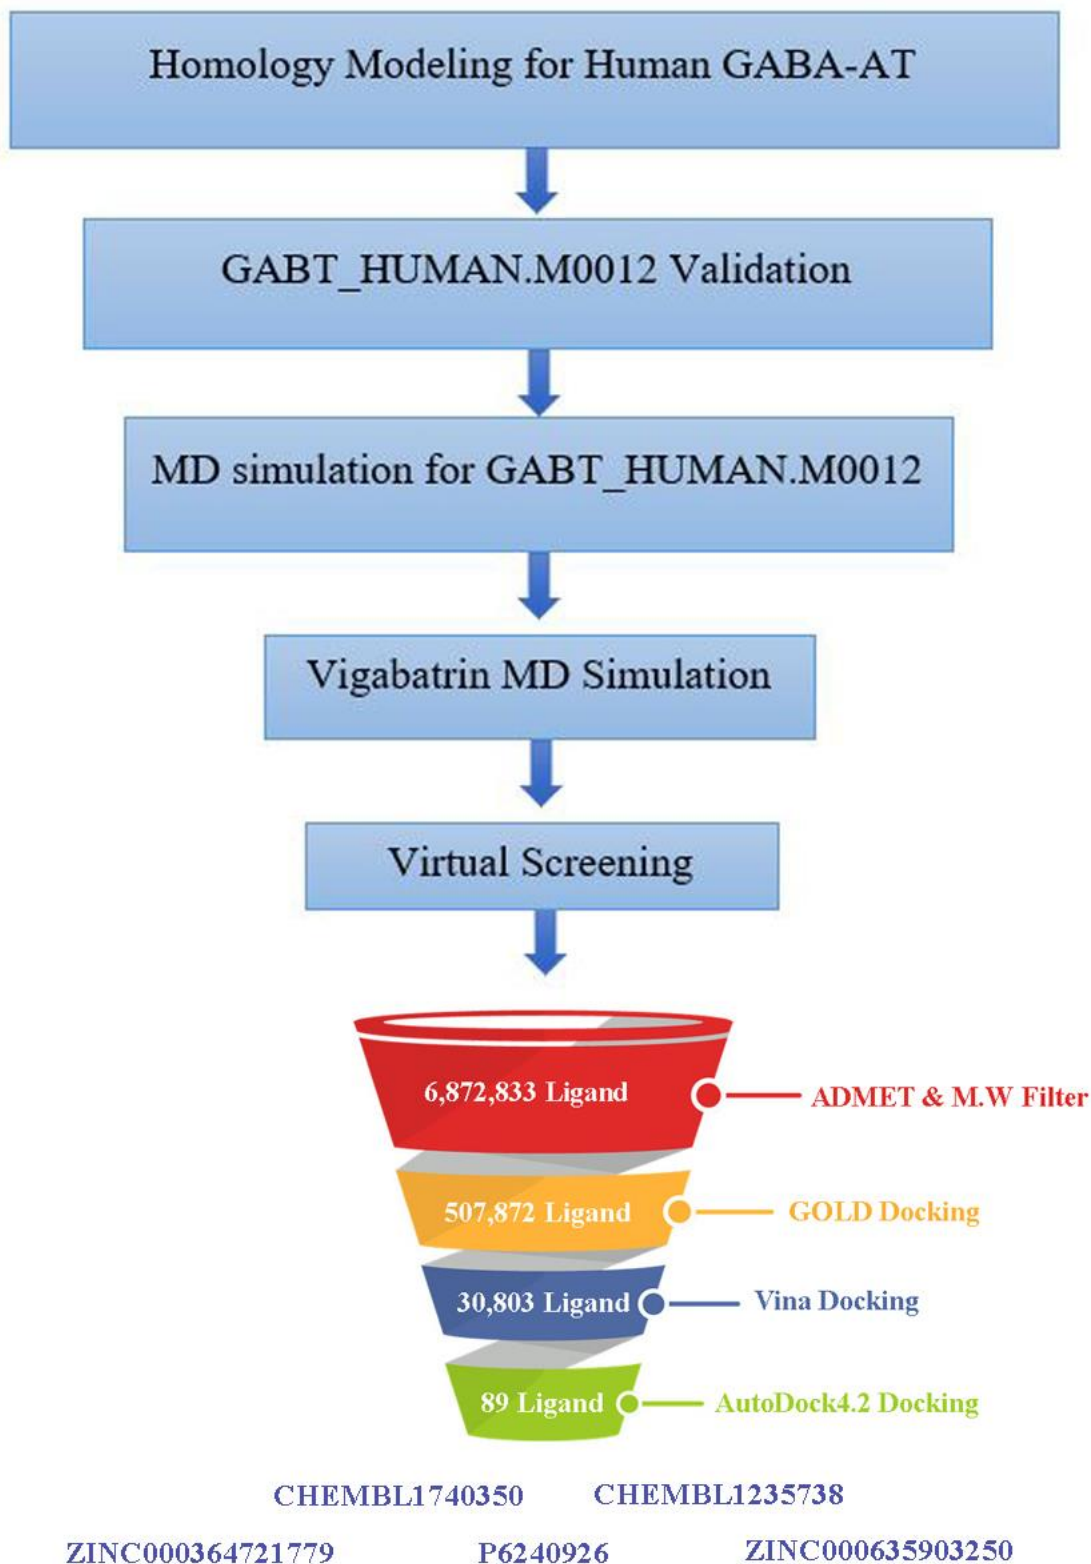 Homology Modeling for Human GABA-AT
GABT_HUMAN.M0012 Validation
MD simulation for GABT_HUMAN.M0012
Vigabatrin MD Simulation
Virtual Screening
6,872,833 Ligand
ADMET & M.W Filter
507,872 Ligand
GOLD Docking
30,803 Ligand
Vina Docking
89 Ligand
AutoDock4.2 Docking
CHEMBL1740350 CHEMBL1235738
ZINC000364721779 P6240926 ZINC000635903250